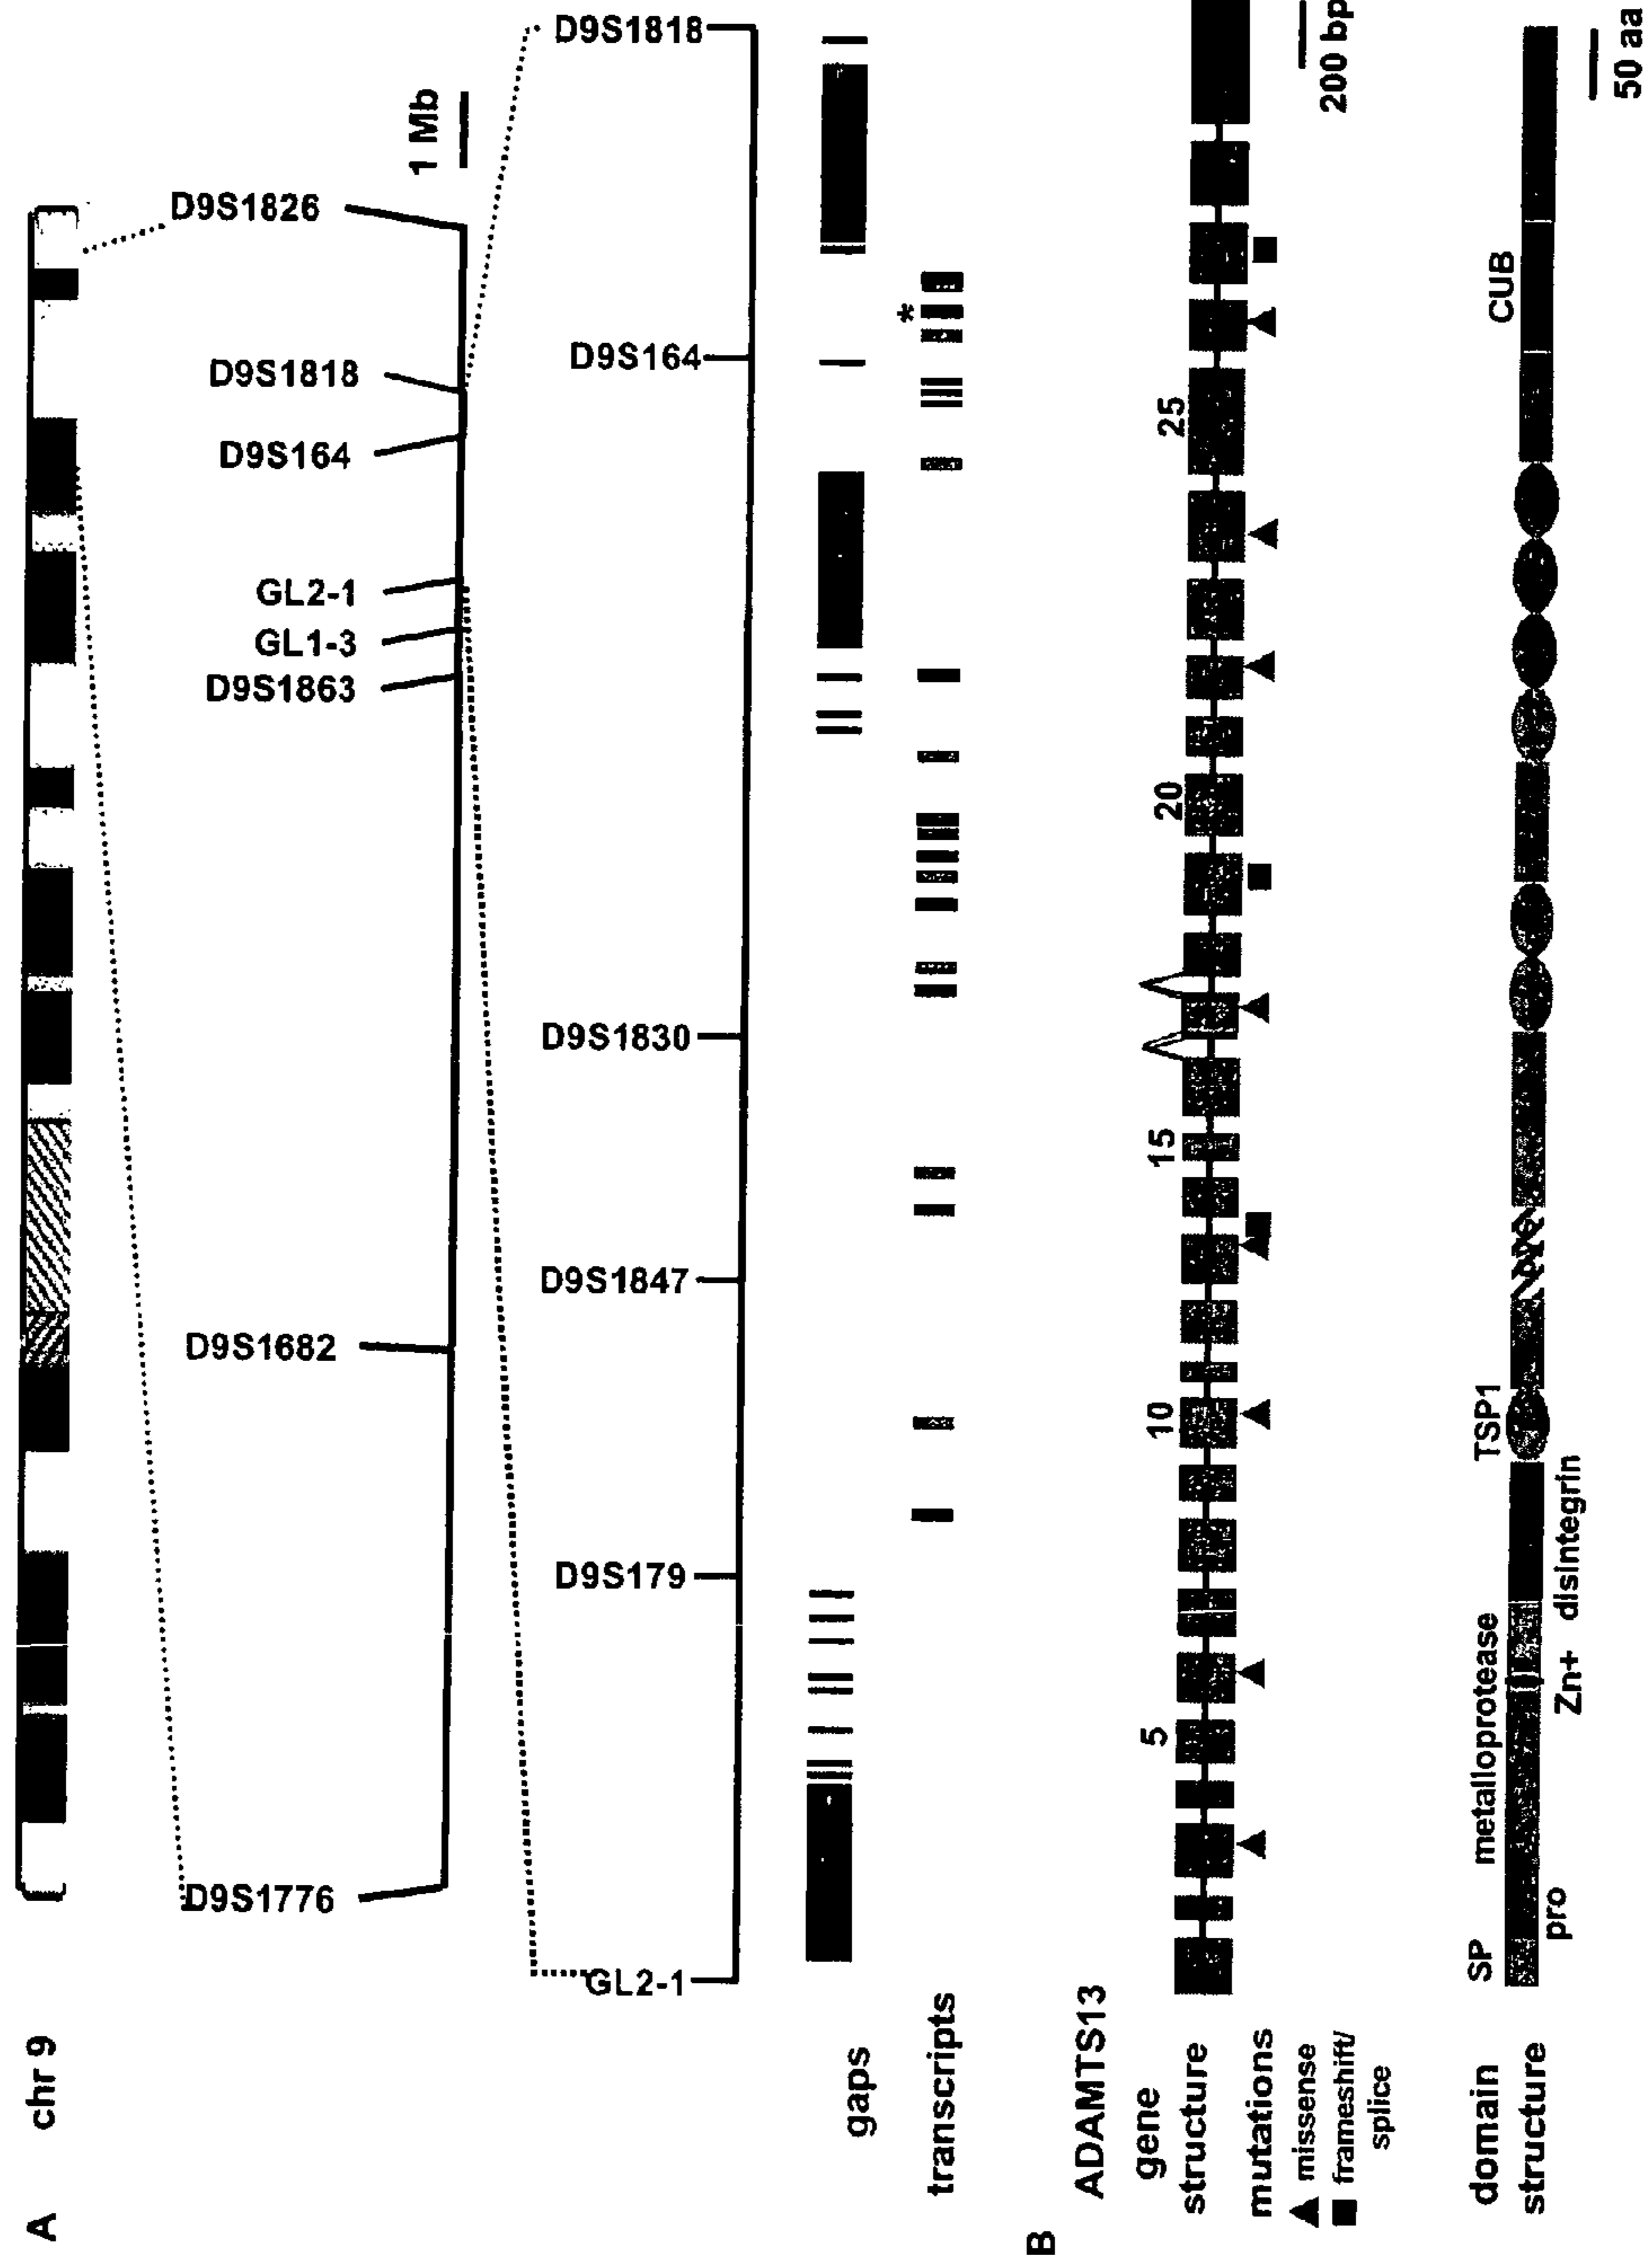 A
chr 9
D9S1776
D9S1682
D9S1863
GL1-3
GL2-1
D9S164
D9S1818
D9S1826
1 Mb
GL2-1
D9S179
D9S1847
D9S1830
D9S164
D9S1818
gaps
transcripts
*
B
ADAMTS13
gene
structure
5
10
15
20
25
200 bp
mutations
missense
frameshift/
splice
domain
structure
SP
metalloprotease
TSP1
CUB
pro
Zn+
disintegrin
50 aa